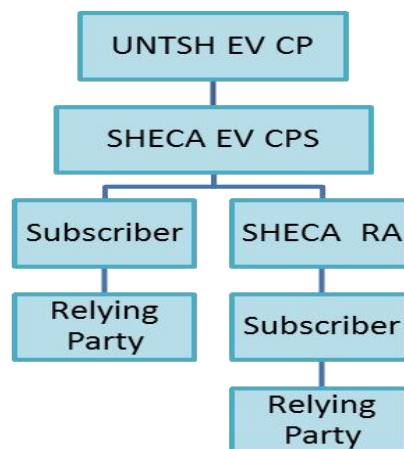 UNTSH EV CP
SHECA EV CPS
Subscriber
SHECA RA
Relying
Party
Subscriber
Relying
Party